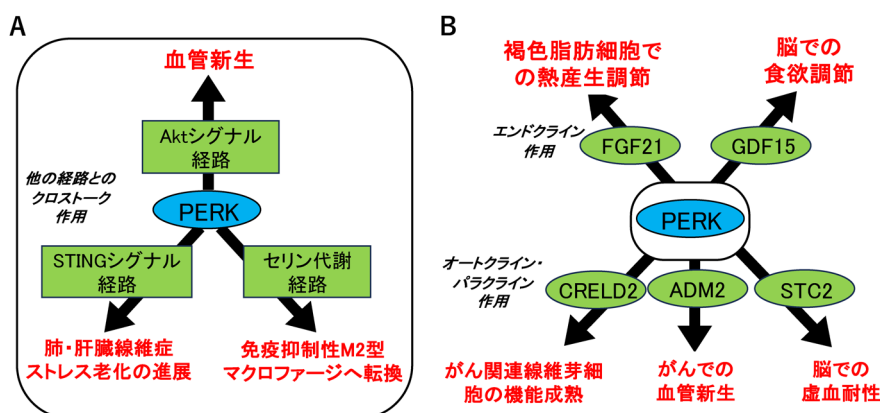 A
血管新生
Aktシグナル
経路
他の経路との
クロストーク
作用
PERK
STINGシグナル
経路
セリン代謝
経路
肺・肝臓線維症
ストレス老化の進展
免疫抑制性M2型
マクロファージへ転換
B
褐色脂肪細胞で
の熱産生調節
脳での
食欲調節
エンドクライン
作用
FGF21
GDF15
PERK
オートクライン・
パラクライン
作用
CRELD2
ADM2
STC2
がん関連線維芽細
胞の機能成熟
がんでの
血管新生
脳での
虚血耐性